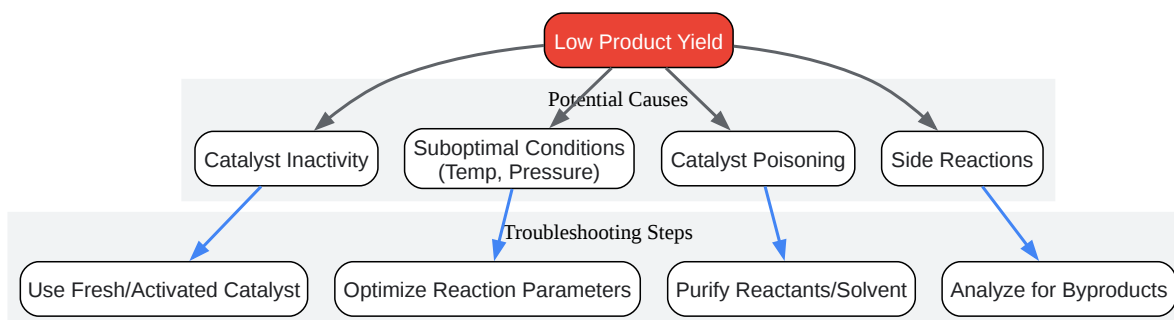 Low Product Yield
Potential Causes
Catalyst Inactivity
Suboptimal Conditions
(Temp, Pressure)
Catalyst Poisoning
Side Reactions
Troubleshooting Steps
Use Fresh/Activated Catalyst
Optimize Reaction Parameters
Purify Reactants/Solvent
Analyze for Byproducts